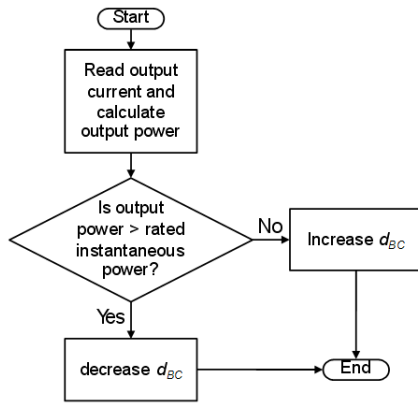 Start
Read output
current and
calculate
output power
Is output
power > rated
instantaneous
power?
No
Increase d_BC
Yes
decrease d_BC
End